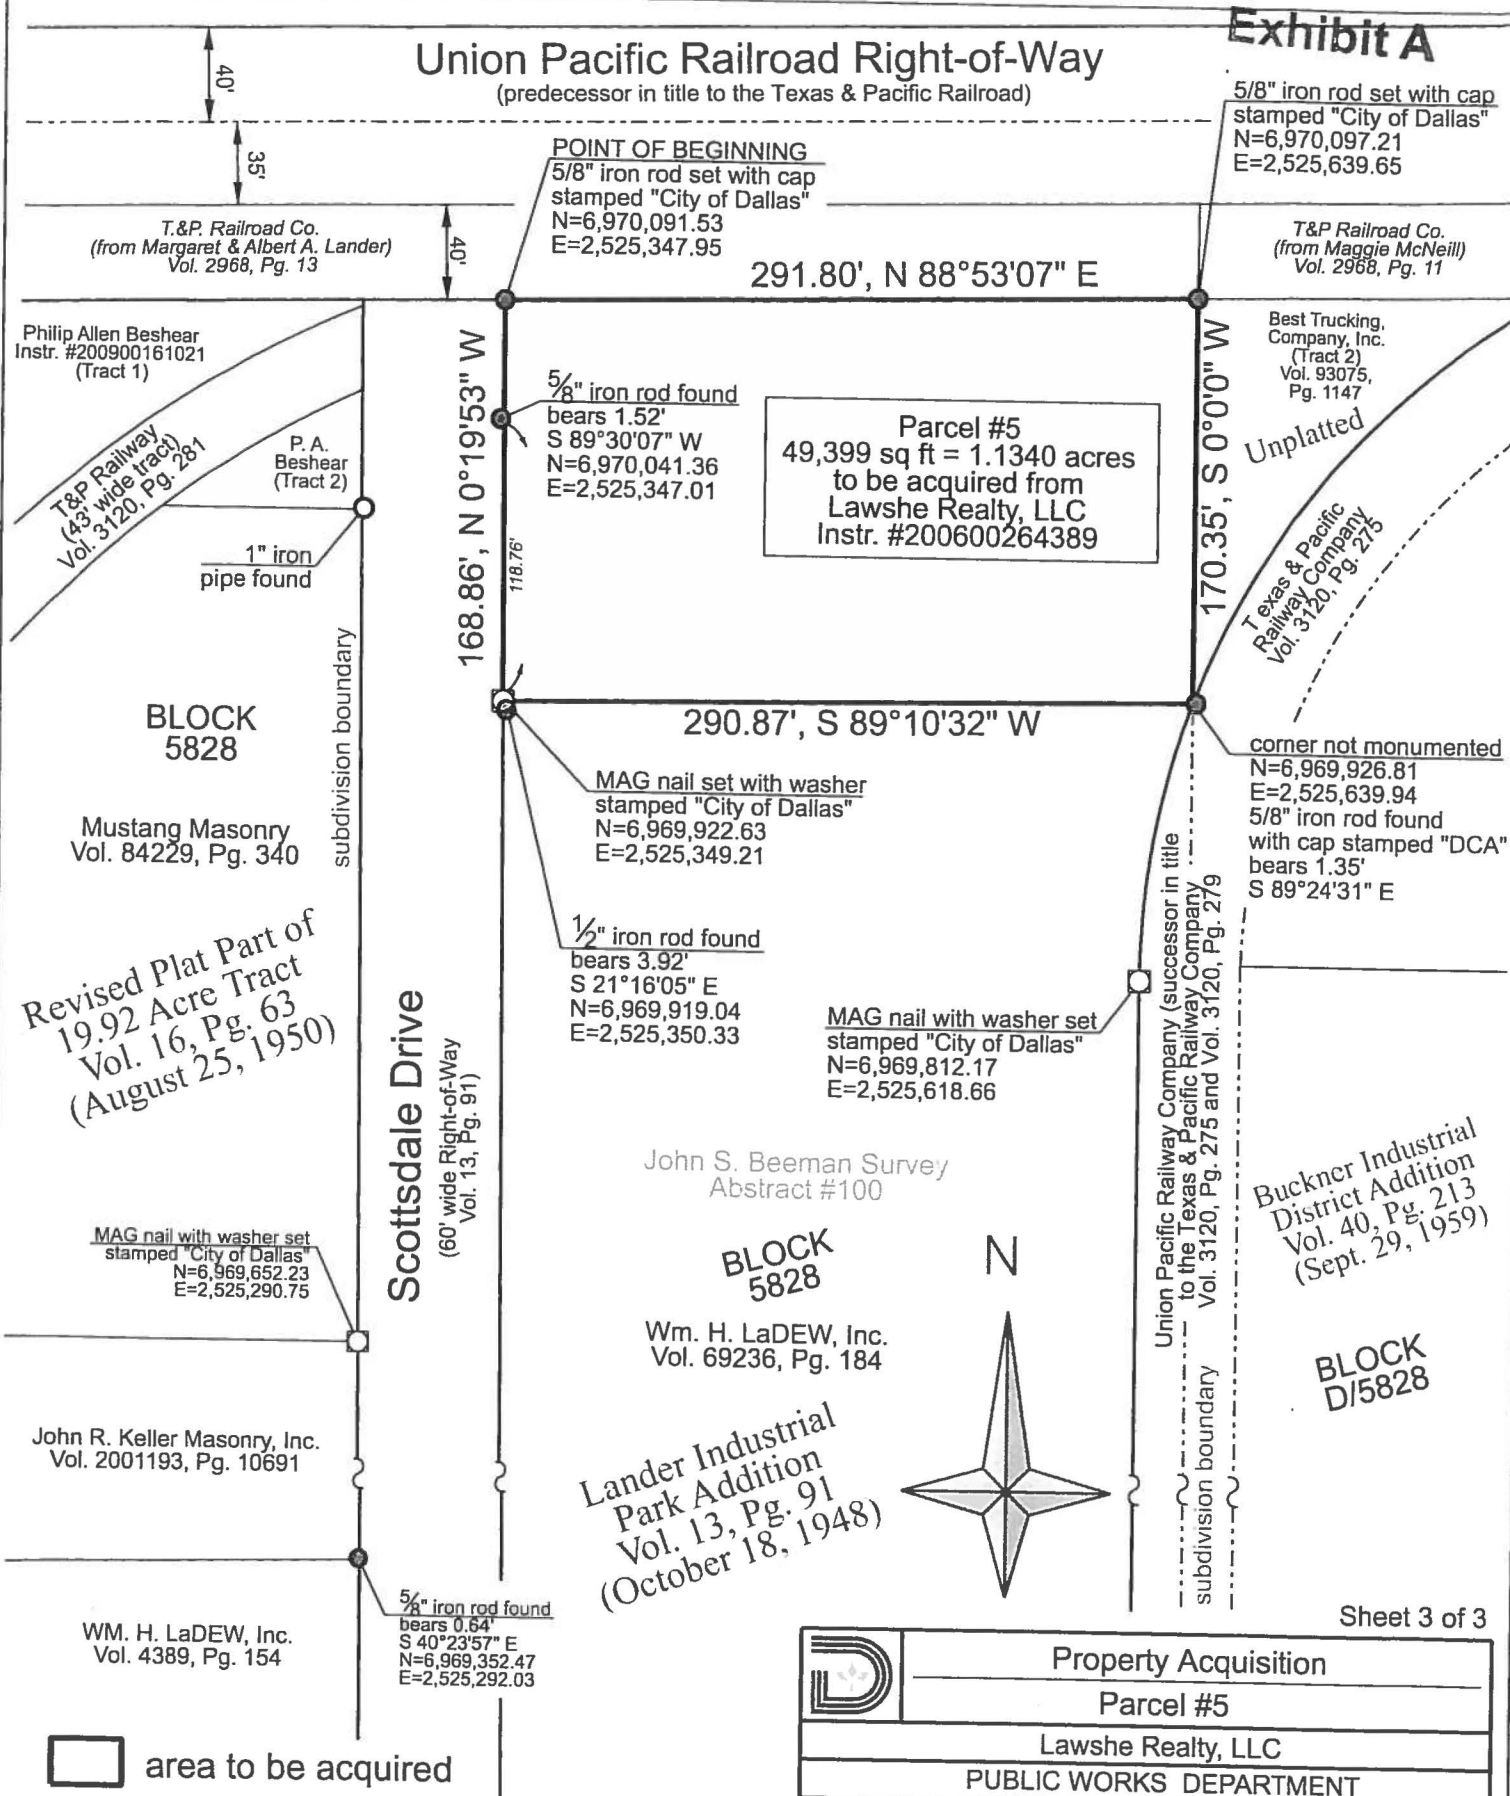 Exhibit A
Union Pacific Railroad Right-of-Way
(predecessor in title to the Texas & Pacific Railroad)
40'
35'
40'
5/8" iron rod set with cap
stamped "City of Dallas"
N=6,970,097.21
E=2,525,639.65
POINT OF BEGINNING
5/8" iron rod set with cap
stamped "City of Dallas"
N=6,970,091.53
E=2,525,347.95
T.&P. Railroad Co.
(from Margaret & Albert A. Lander)
Vol. 2968, Pg. 13
T&P Railroad Co.
(from Maggie McNeill)
Vol. 2968, Pg. 11
291.80', N 88°53'07" E
Philip Allen Beshear
Instr. #200900161021
(Tract 1)
T&P Railway
(43' wide tract)
Vol. 3120, Pg. 281
P. A.
Beshear
(Tract 2)
1" iron
pipe found
168.86', N 0°19'53" W
118.76'
5/8" iron rod found
bears 1.52'
S 89°30'07" W
N=6,970,041.36
E=2,525,347.01
Parcel #5
49,399 sq ft = 1.1340 acres
to be acquired from
Lawshe Realty, LLC
Instr. #200600264389
170.35', S 0°0'0" W
Best Trucking,
Company, Inc.
(Tract 2)
Vol. 93075,
Pg. 1147
Unplatted
Texas & Pacific
Railway Company
Vol. 3120, Pg. 275
290.87', S 89°10'32" W
BLOCK
5828
subdivision boundary
Mustang Masonry
Vol. 84229, Pg. 340
MAG nail set with washer
stamped "City of Dallas"
N=6,969,922.63
E=2,525,349.21
corner not monumented
N=6,969,926.81
E=2,525,639.94
5/8" iron rod found
with cap stamped "DCA"
bears 1.35'
S 89°24'31" E
1/2" iron rod found
bears 3.92'
S 21°16'05" E
N=6,969,919.04
E=2,525,350.33
Revised Plat Part of
19.92 Acre Tract
Vol. 16, Pg. 63
(August 25, 1950)
Scottsdale Drive
(60' wide Right-of-Way
Vol. 13, Pg. 91)
MAG nail with washer set
stamped "City of Dallas"
N=6,969,812.17
E=2,525,618.66
Union Pacific Railway Company (successor in title
to the Texas & Pacific Railway Company
Vol. 3120, Pg. 275 and Vol. 3120, Pg. 279
John S. Beeman Survey
Abstract #100
Buckner Industrial
District Addition
Vol. 40, Pg. 213
(Sept. 29, 1959)
MAG nail with washer set
stamped "City of Dallas"
N=6,969,652.23
E=2,525,290.75
BLOCK
5828
Wm. H. LaDEW, Inc.
Vol. 69236, Pg. 184
N
BLOCK
D/5828
subdivision boundary
John R. Keller Masonry, Inc.
Vol. 2001193, Pg. 10691
Lander Industrial
Park Addition
Vol. 13, Pg. 91
(October 18, 1948)
5/8" iron rod found
bears 0.64'
S 40°23'57" E
N=6,969,352.47
E=2,525,292.03
WM. H. LaDEW, Inc.
Vol. 4389, Pg. 154
Sheet 3 of 3
Property Acquisition
Parcel #5
Lawshe Realty, LLC
PUBLIC WORKS DEPARTMENT
area to be acquired